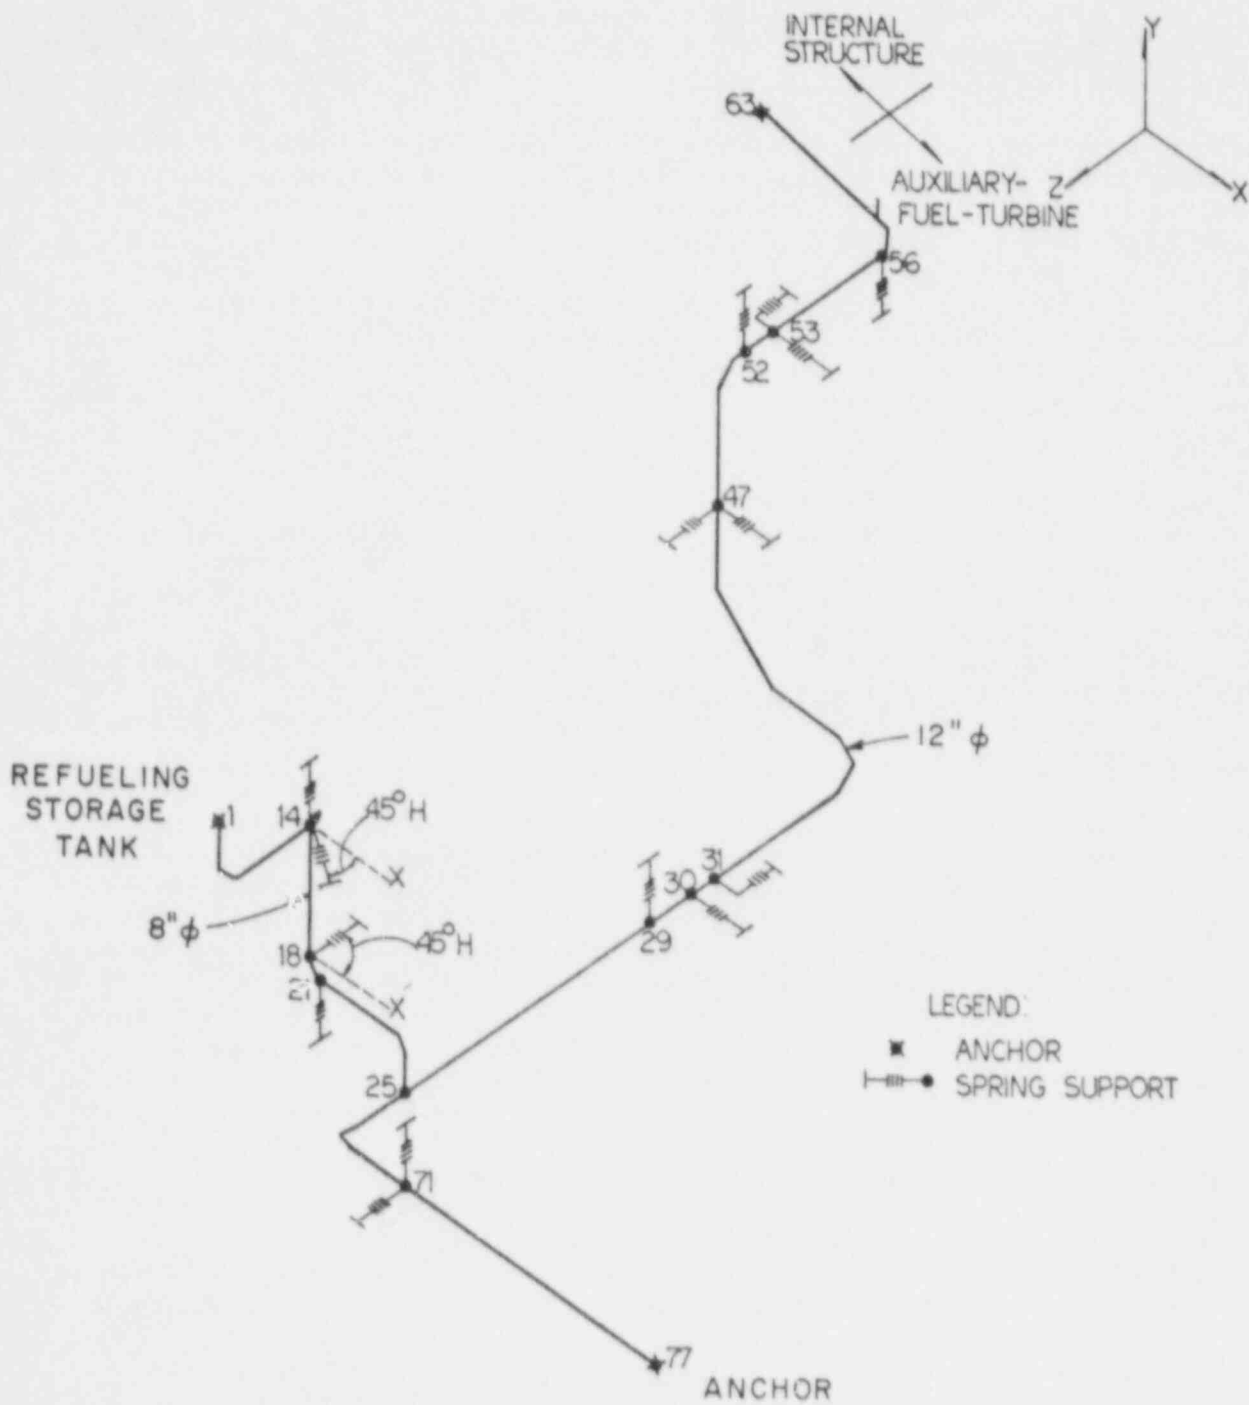 INTERNAL
STRUCTURE
Y
63
AUXILIARY-
FUEL-TURBINE
Z
X
56
53
52
47
12" ϕ
REFUELING
STORAGE
TANK
1
14
45°H
X
31
30
8" ϕ
29
18
45°H
X
21
LEGEND:
ANCHOR
SPRING SUPPORT
25
71
77
ANCHOR